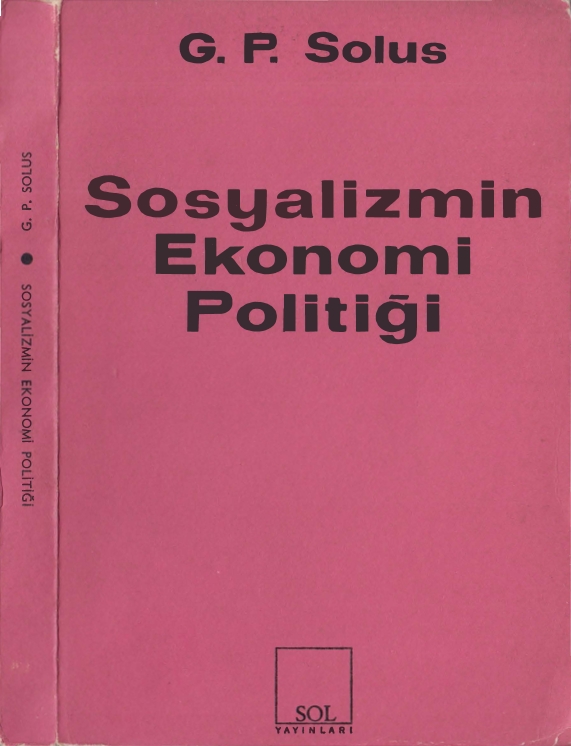 G. P. Solus
Sosyalizmin
Ekonomi
Politiği
SOL
YAYINLARI
G. P. SOLUS ● SOSYALİZMİN EKONOMİ POLİTİĞİ